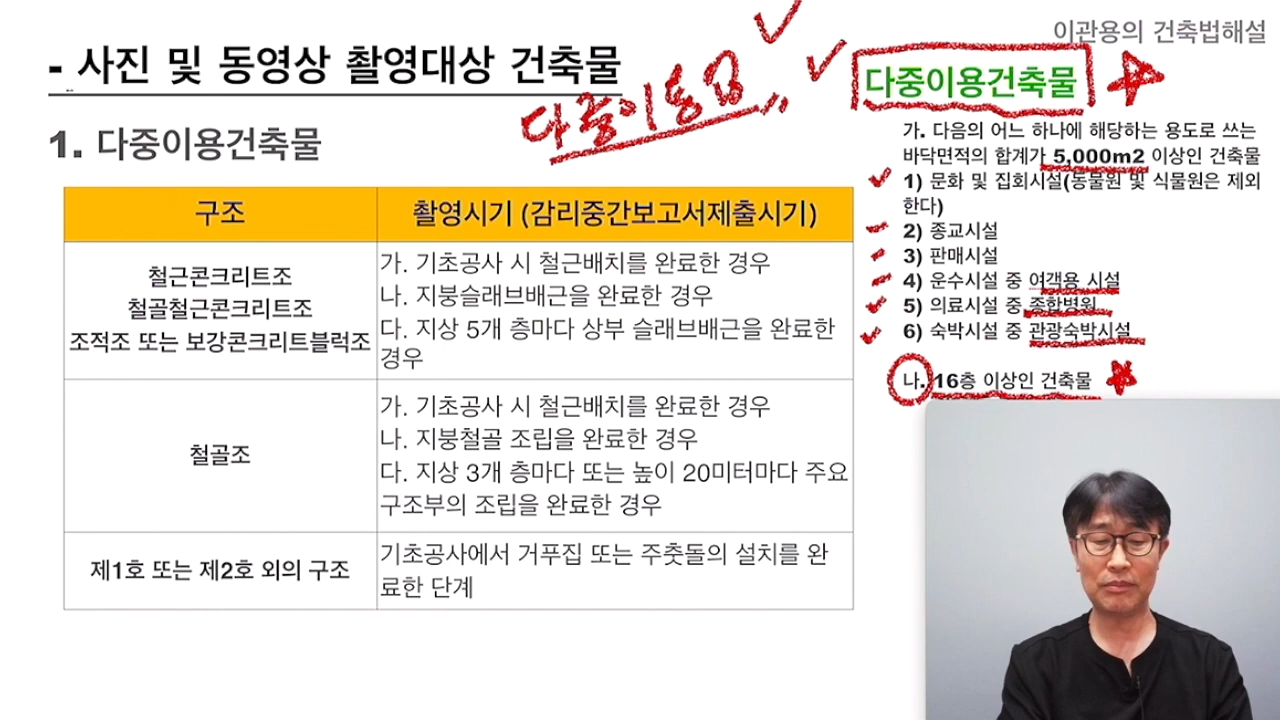 이관용의 건축법해설
- 사진 및 동영상 촬영대상 건축물
다중이용
다중이용건축물
1. 다중이용건축물
구조
촬영시기 (감리중간보고서제출시기)
철근콘크리트조
철골철근콘크리트조
조적조 또는 보강콘크리트블럭조
가. 기초공사 시 철근배치를 완료한 경우
나. 지붕슬래브배근을 완료한 경우
다. 지상 5개 층마다 상부 슬래브배근을 완료한
경우
철골조
가. 기초공사 시 철근배치를 완료한 경우
나. 지붕철골 조립을 완료한 경우
다. 지상 3개 층마다 또는 높이 20미터마다 주요
구조부의 조립을 완료한 경우
제1호 또는 제2호 외의 구조
기초공사에서 거푸집 또는 주춧돌의 설치를 완
료한 단계
가. 다음의 어느 하나에 해당하는 용도로 쓰는
바닥면적의 합계가 5,000m2 이상인 건축물
1) 문화 및 집회시설(동물원 및 식물원은 제외
한다)
2) 종교시설
3) 판매시설
4) 운수시설 중 여객용 시설
5) 의료시설 중 종합병원
6) 숙박시설 중 관광숙박시설
나. 16층 이상인 건축물